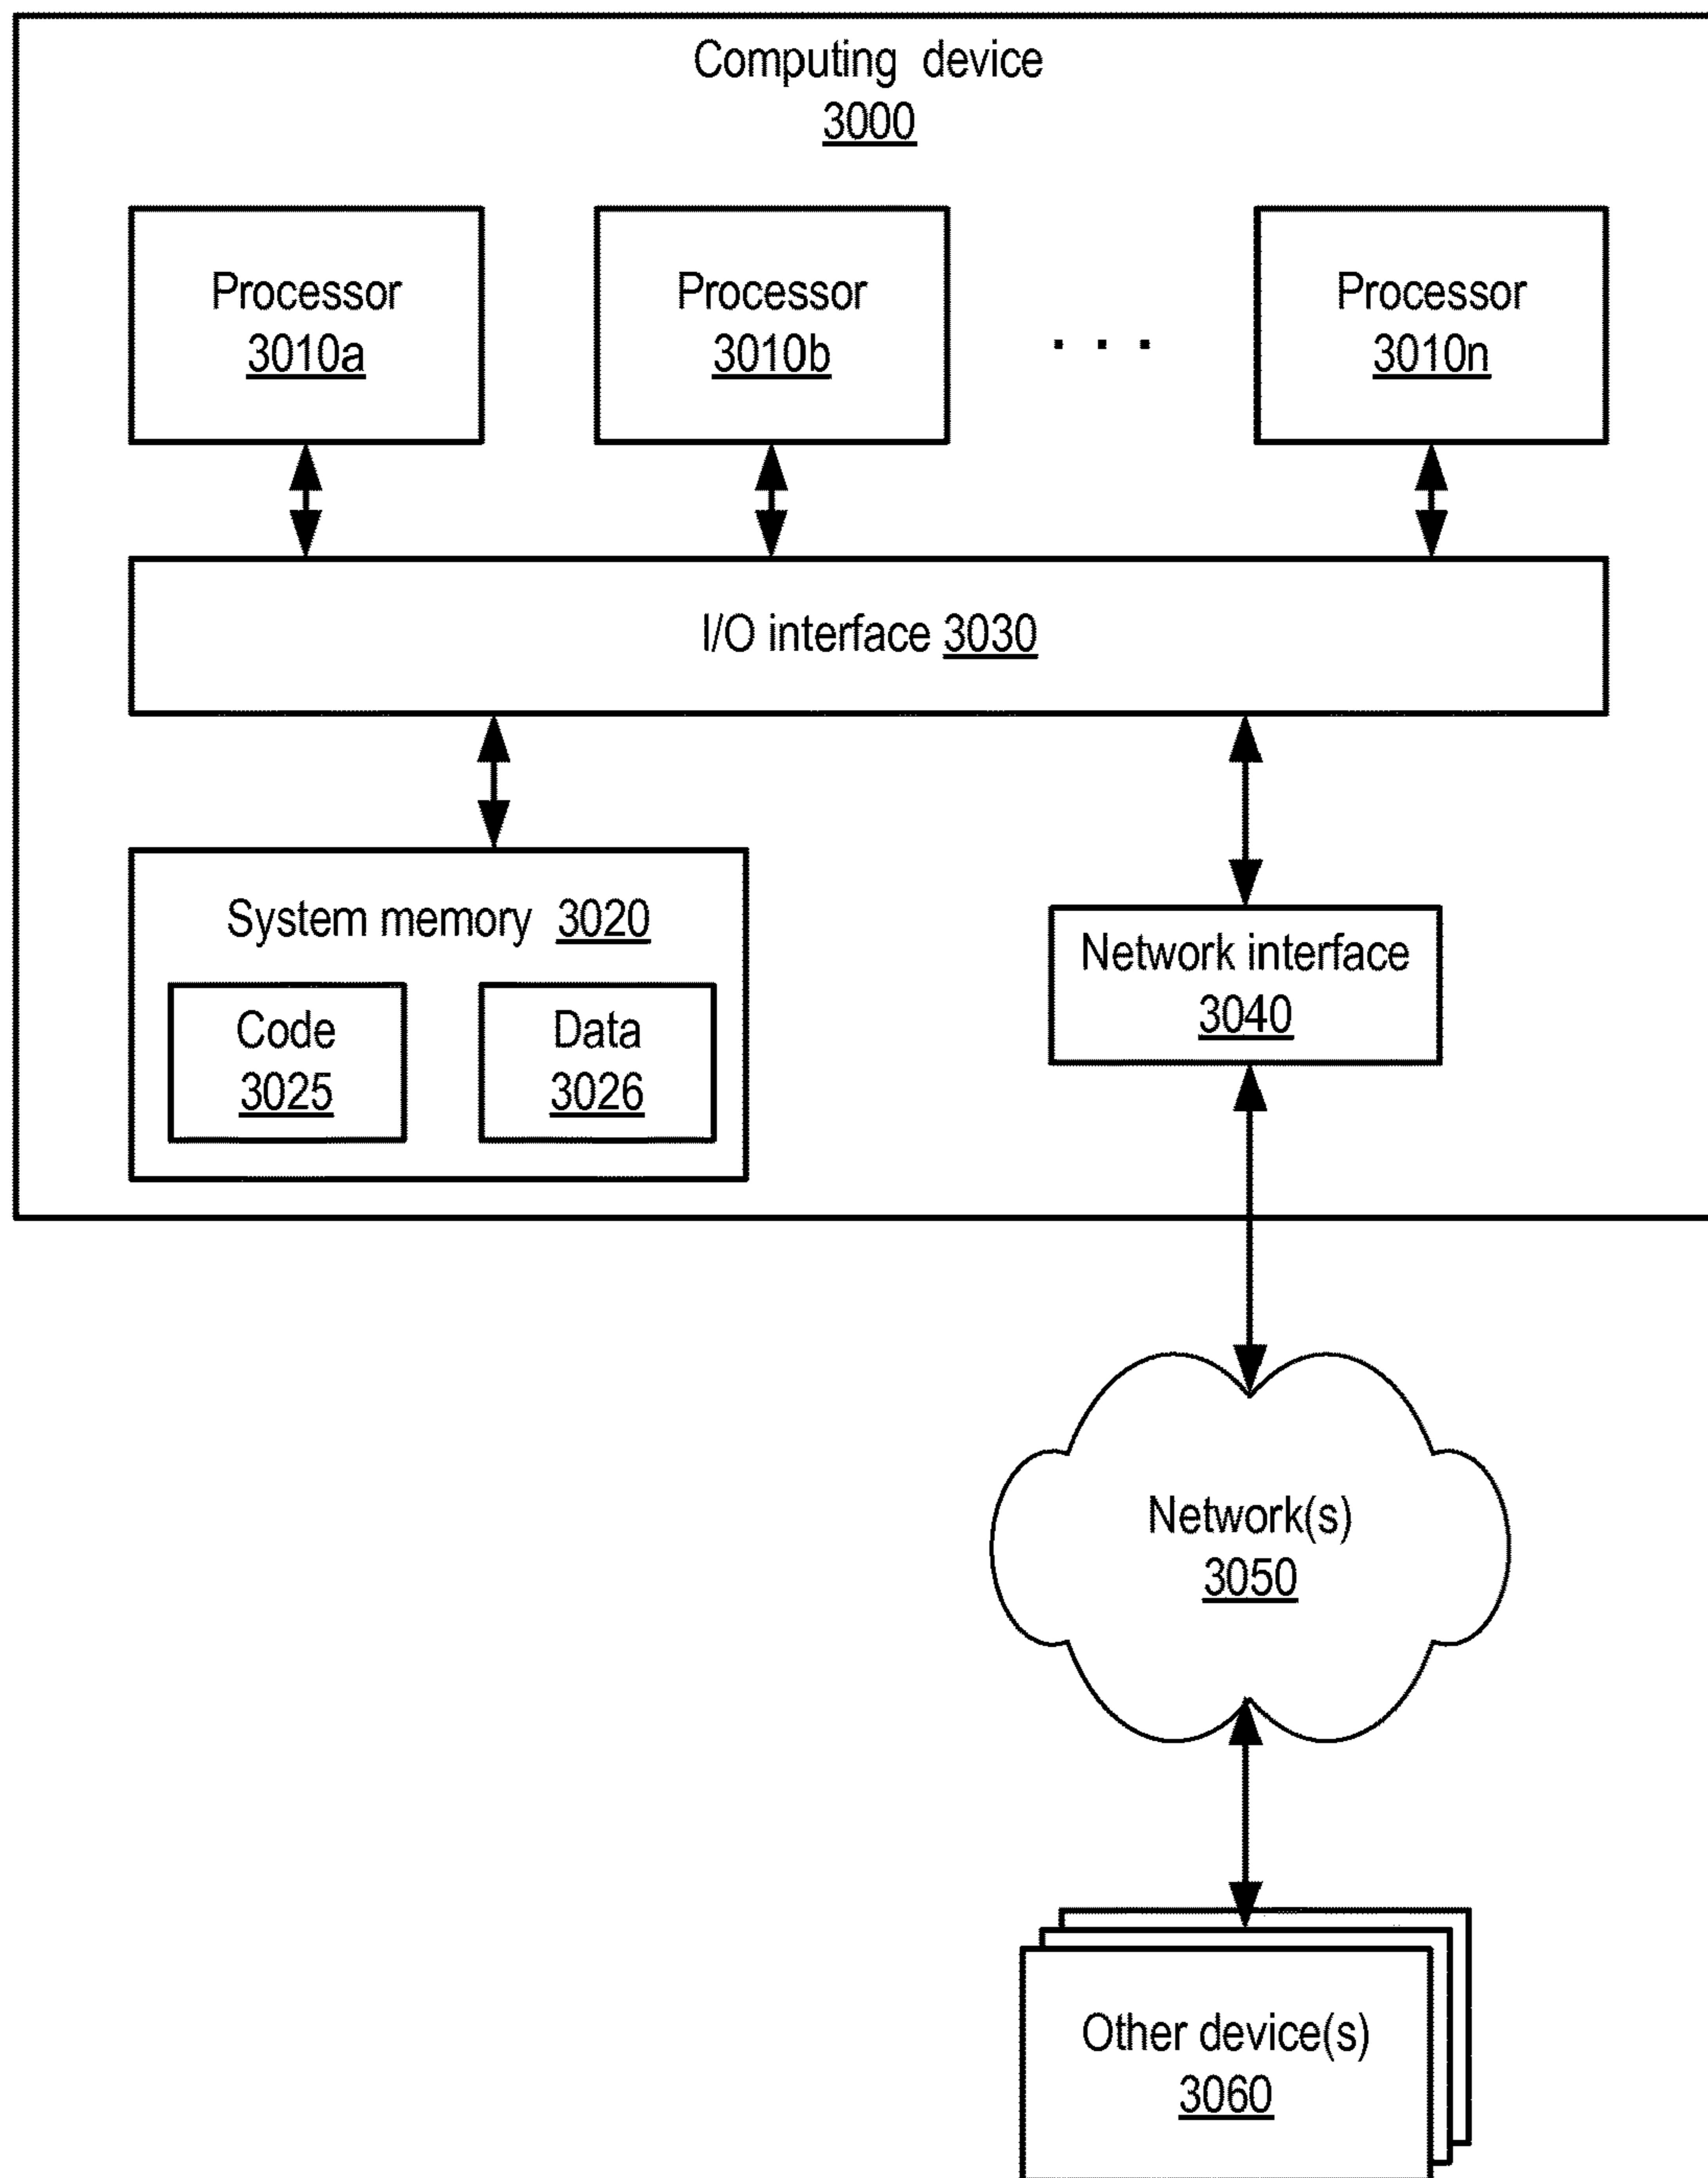 Computing device
3000
Processor
3010a
Processor
3010b
. . .
Processor
3010n
I/O interface 3030
System memory 3020
Code
3025
Data
3026
Network interface
3040
Network(s)
3050
Other device(s)
3060